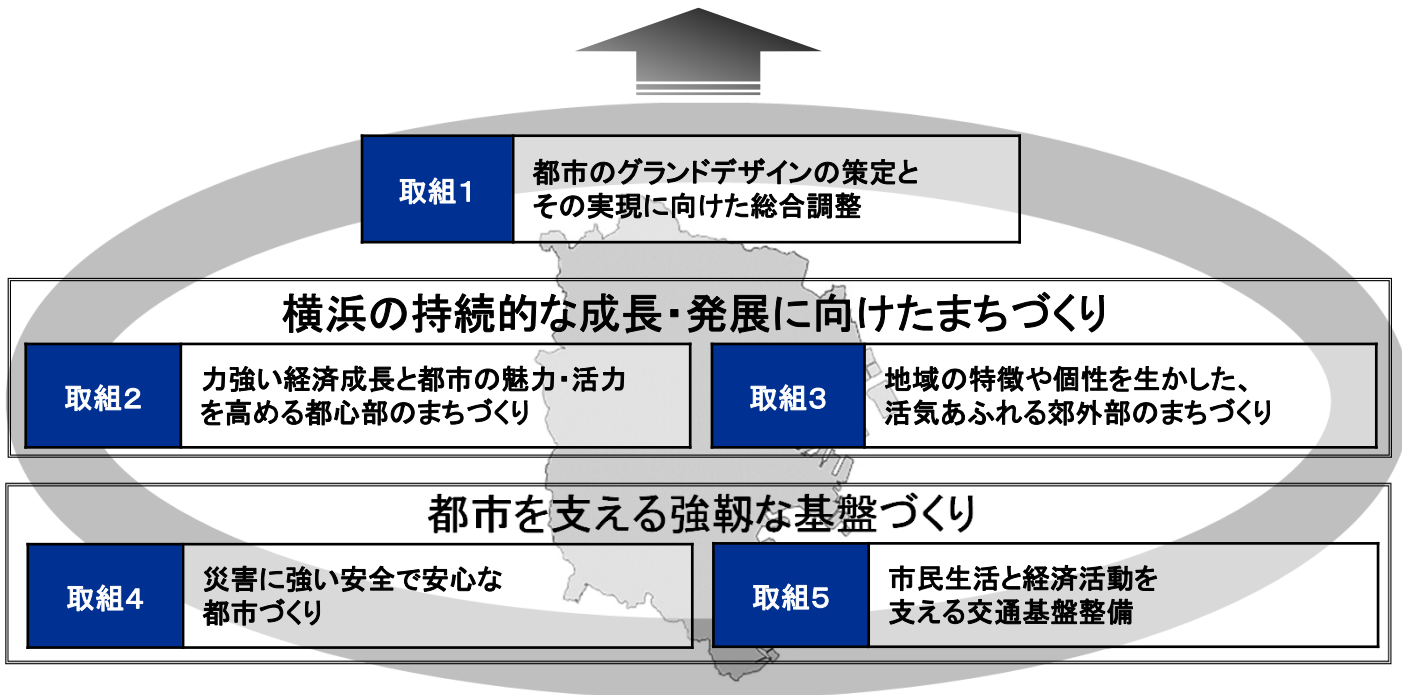 取組1
都市のグランドデザインの策定と
その実現に向けた総合調整
横浜の持続的な成長・発展に向けたまちづくり
取組2
力強い経済成長と都市の魅力・活力
を高める都心部のまちづくり
取組3
地域の特徴や個性を生かした、
活気あふれる郊外部のまちづくり
都市を支える強靭な基盤づくり
取組4
災害に強い安全で安心な
都市づくり
取組5
市民生活と経済活動を
支える交通基盤整備